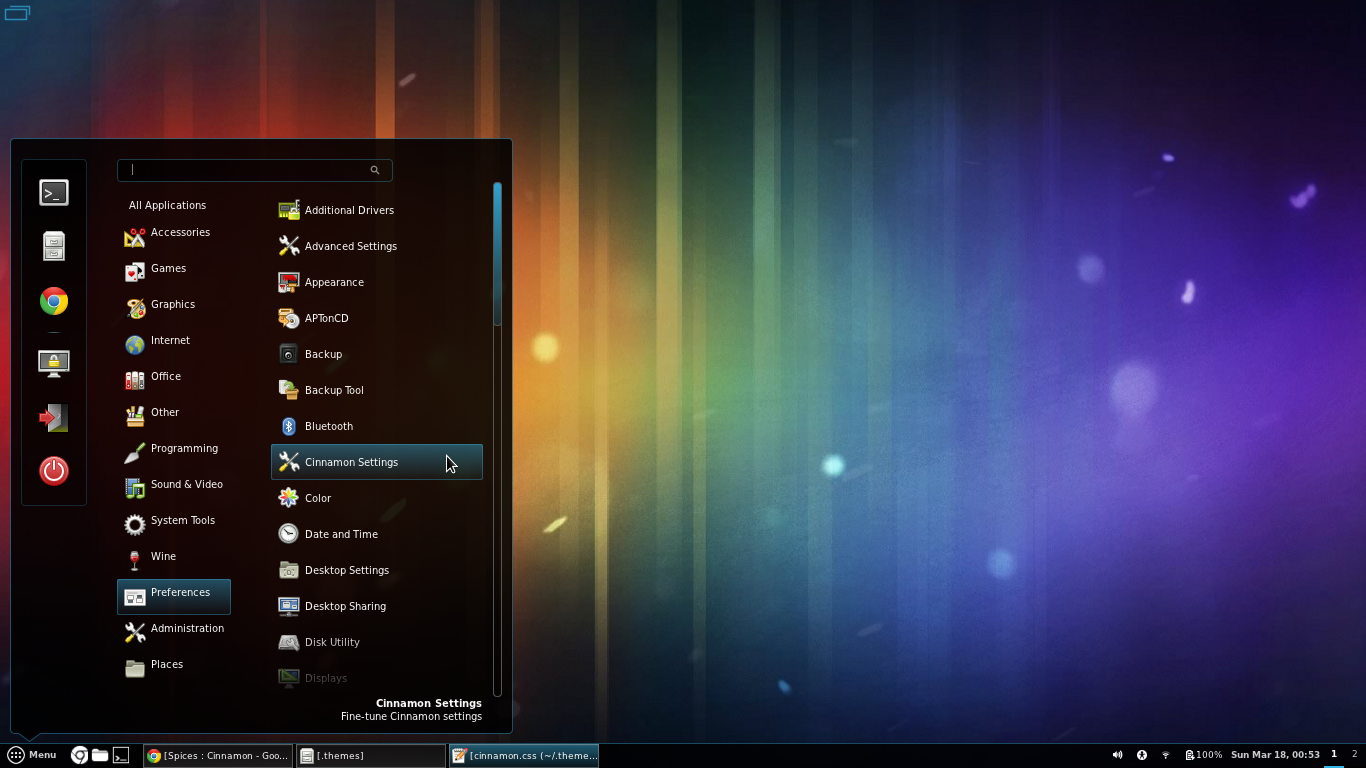 All Applications
Accessories
Games
Graphics
Internet
Office
Other
Programming
Sound & Video
System Tools
Wine
Preferences
Administration
Places
Additional Drivers
Advanced Settings
Appearance
APTonCD
Backup
Backup Tool
Bluetooth
Cinnamon Settings
Color
Date and Time
Desktop Settings
Desktop Sharing
Disk Utility
Displays
Cinnamon Settings
Fine-tune Cinnamon settings
Menu
[Spices : Cinnamon - Goo...
[.themes]
[cinnamon.css (~/.theme...
100%
Sun Mar 18, 00:53
1
2